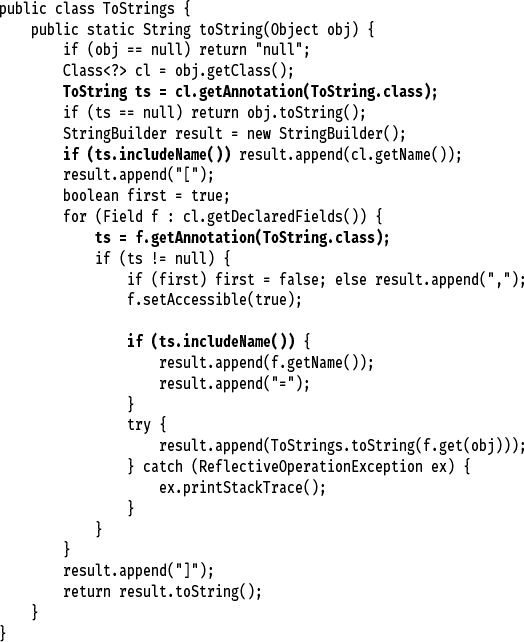 public class ToStrings {
    public static String toString(Object obj) {
        if (obj == null) return "null";
        Class<?> cl = obj.getClass();
        ToString ts = cl.getAnnotation(ToString.class);
        if (ts == null) return obj.toString();
        StringBuilder result = new StringBuilder();
        if (ts.includeName()) result.append(cl.getName());
        result.append("[");
        boolean first = true;
        for (Field f : cl.getDeclaredFields()) {
            ts = f.getAnnotation(ToString.class);
            if (ts != null) {
                if (first) first = false; else result.append(",");
                f.setAccessible(true);

                if (ts.includeName()) {
                    result.append(f.getName());
                    result.append("=");
                }
                try {
                    result.append(ToStrings.toString(f.get(obj)));
                } catch (ReflectiveOperationException ex) {
                    ex.printStackTrace();
                }
            }
        }
        result.append("]");
        return result.toString();
    }
}